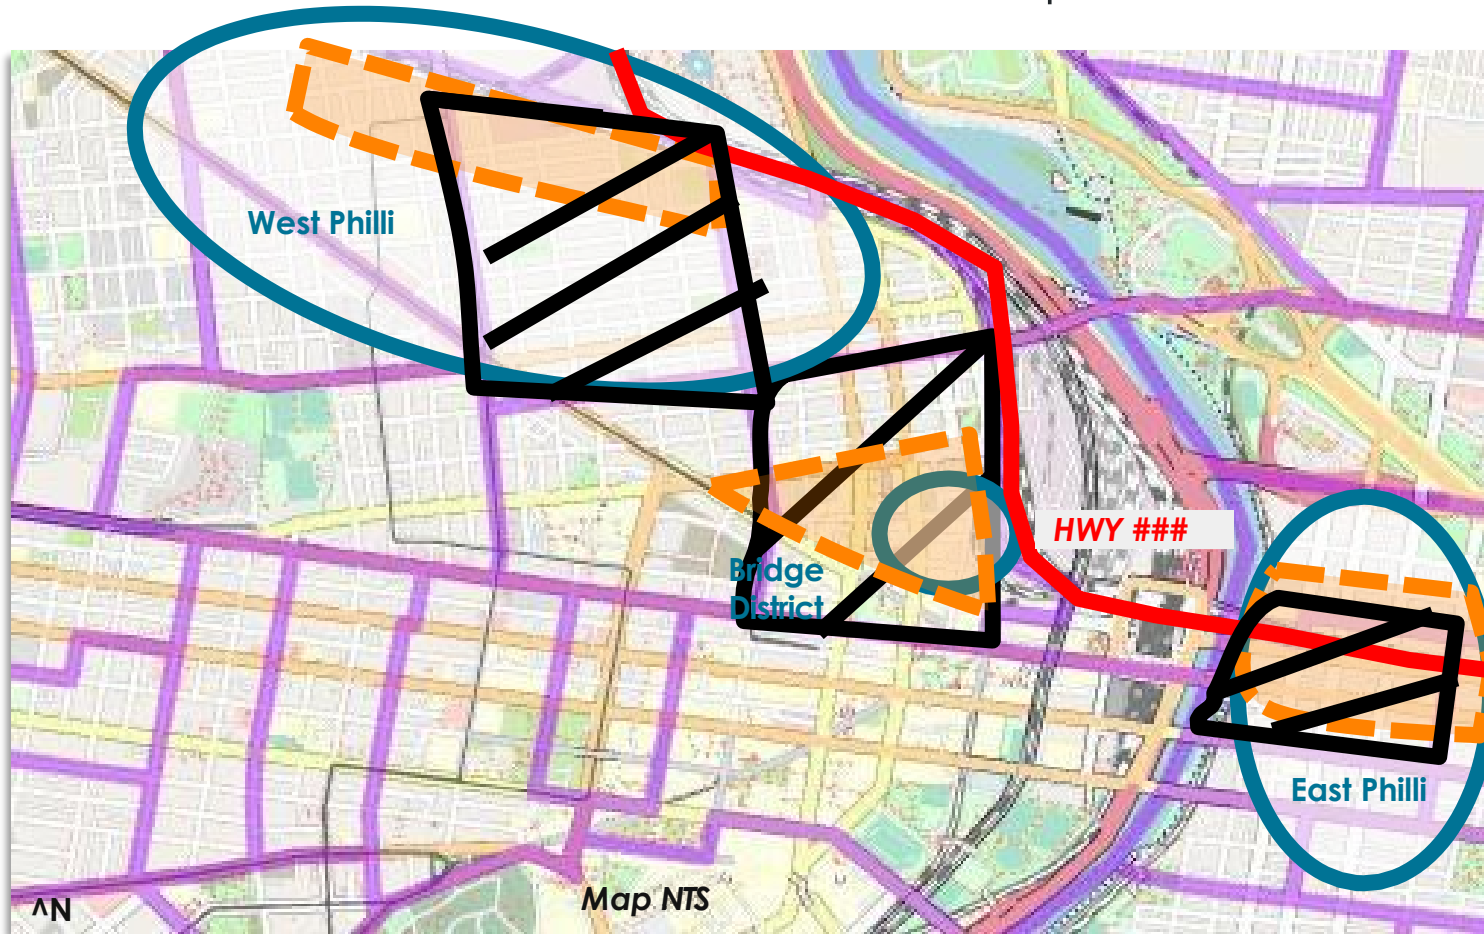 West Philli
HWY ###
Bridge
District
East Philli
Map NTS
^N